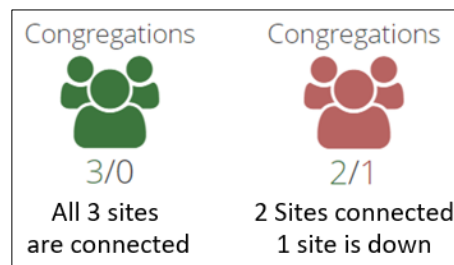 Congregations
3/0
All 3 sites
are connected
Congregations
2/1
2 Sites connected
1 site is down